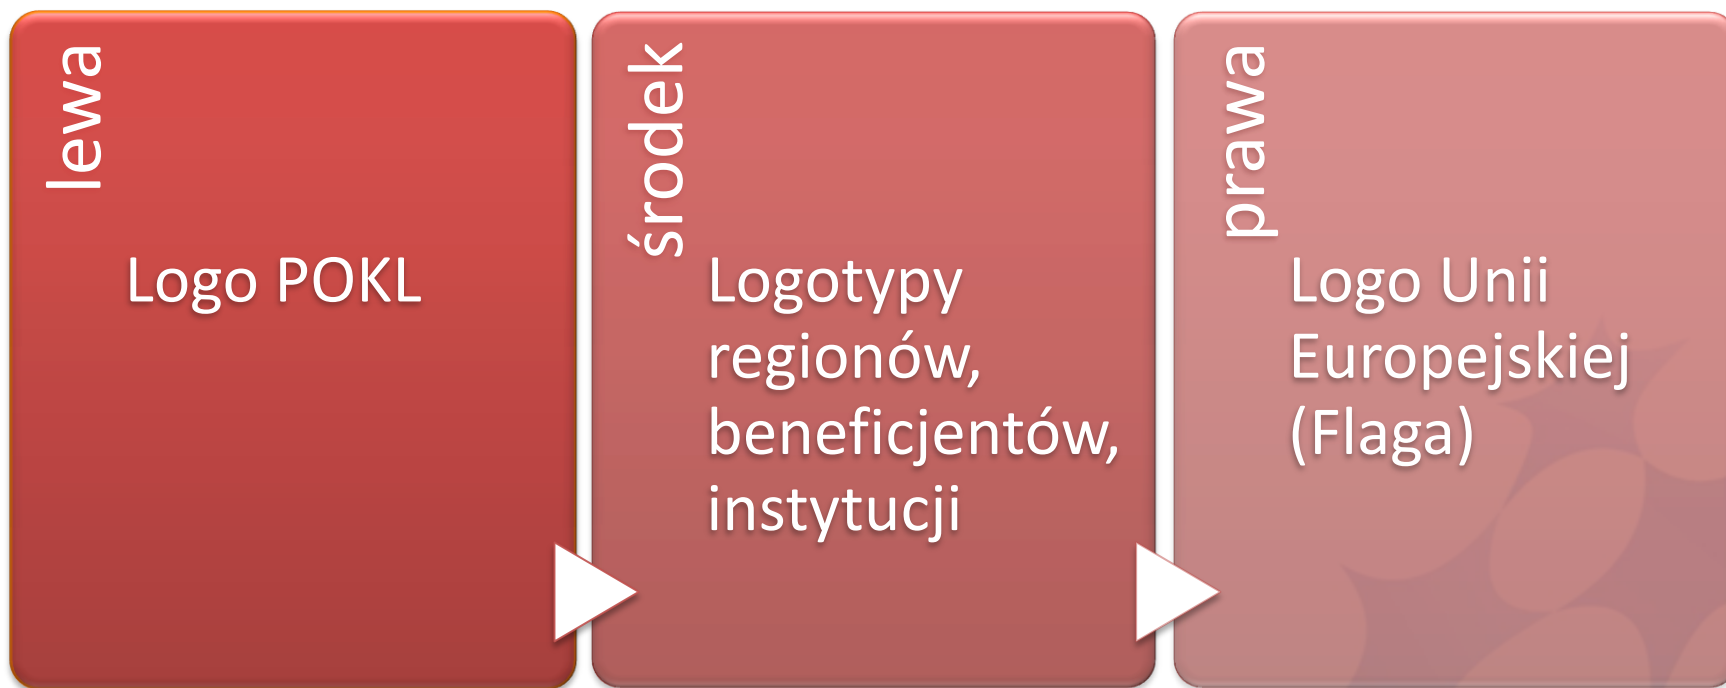 lewa
Logo POKL
środek
Logotypy
regionów,
beneficjentów,
instytucji
prawa
Logo Unii
Europejskiej
(Flaga)